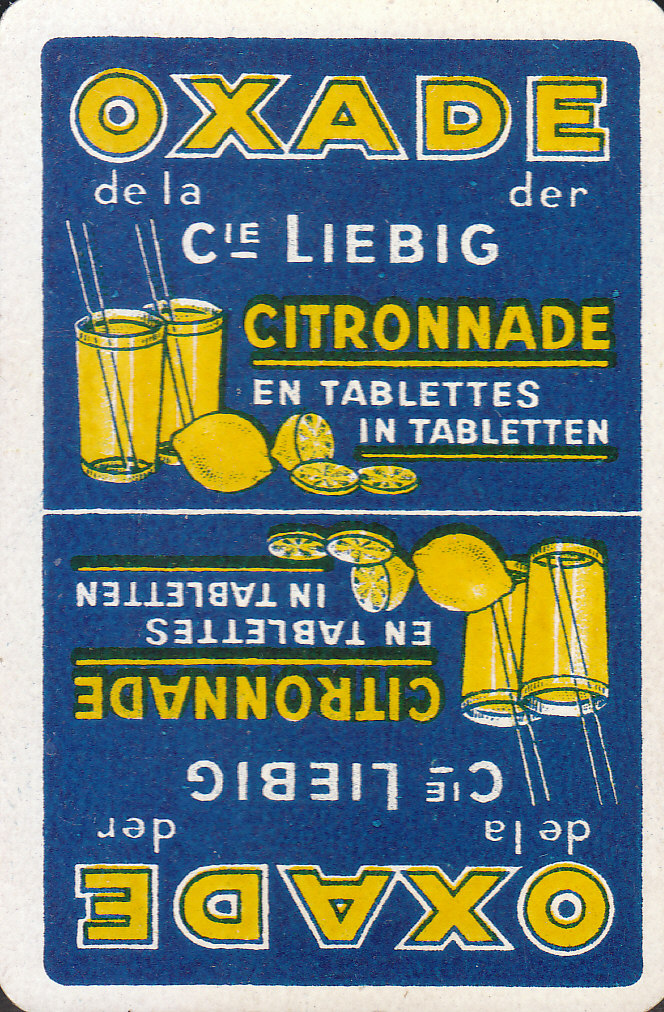 OXADE
de la der
CIE LIEBIG
CITRONNADE
EN TABLETTES
IN TABLETTEN
OXADE
de la der
CIE LIEBIG
CITRONNADE
EN TABLETTES
IN TABLETTEN